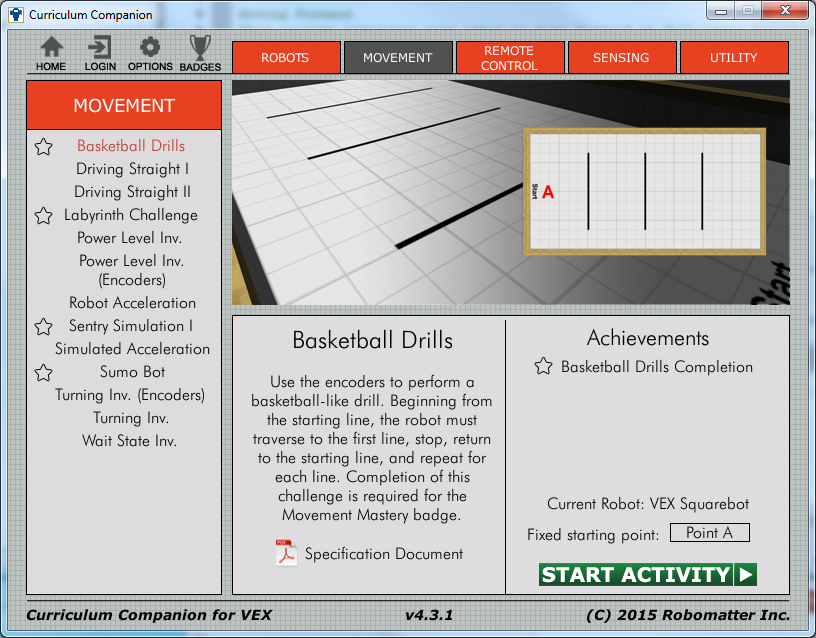 Curriculum Companion
HOME
LOGIN
OPTIONS
BADGES
ROBOTS
MOVEMENT
REMOTE
CONTROL
SENSING
UTILITY
MOVEMENT
Basketball Drills
Driving Straight I
Driving Straight II
Labyrinth Challenge
Power Level Inv.
Power Level Inv.
(Encoders)
Robot Acceleration
Sentry Simulation I
Simulated Acceleration
Sumo Bot
Turning Inv. (Encoders)
Turning Inv.
Wait State Inv.
Start
A
Start
Basketball Drills
Use the encoders to perform a
basketball-like drill. Beginning from
the starting line, the robot must
traverse to the first line, stop, return
to the starting line, and repeat for
each line. Completion of this
challenge is required for the
Movement Mastery badge.
PDF
Specification Document
Achievements
Basketball Drills Completion
Current Robot: VEX Squarebot
Fixed starting point: Point A
START ACTIVITY
Curriculum Companion for VEX
v4.3.1
(C) 2015 Robomatter Inc.